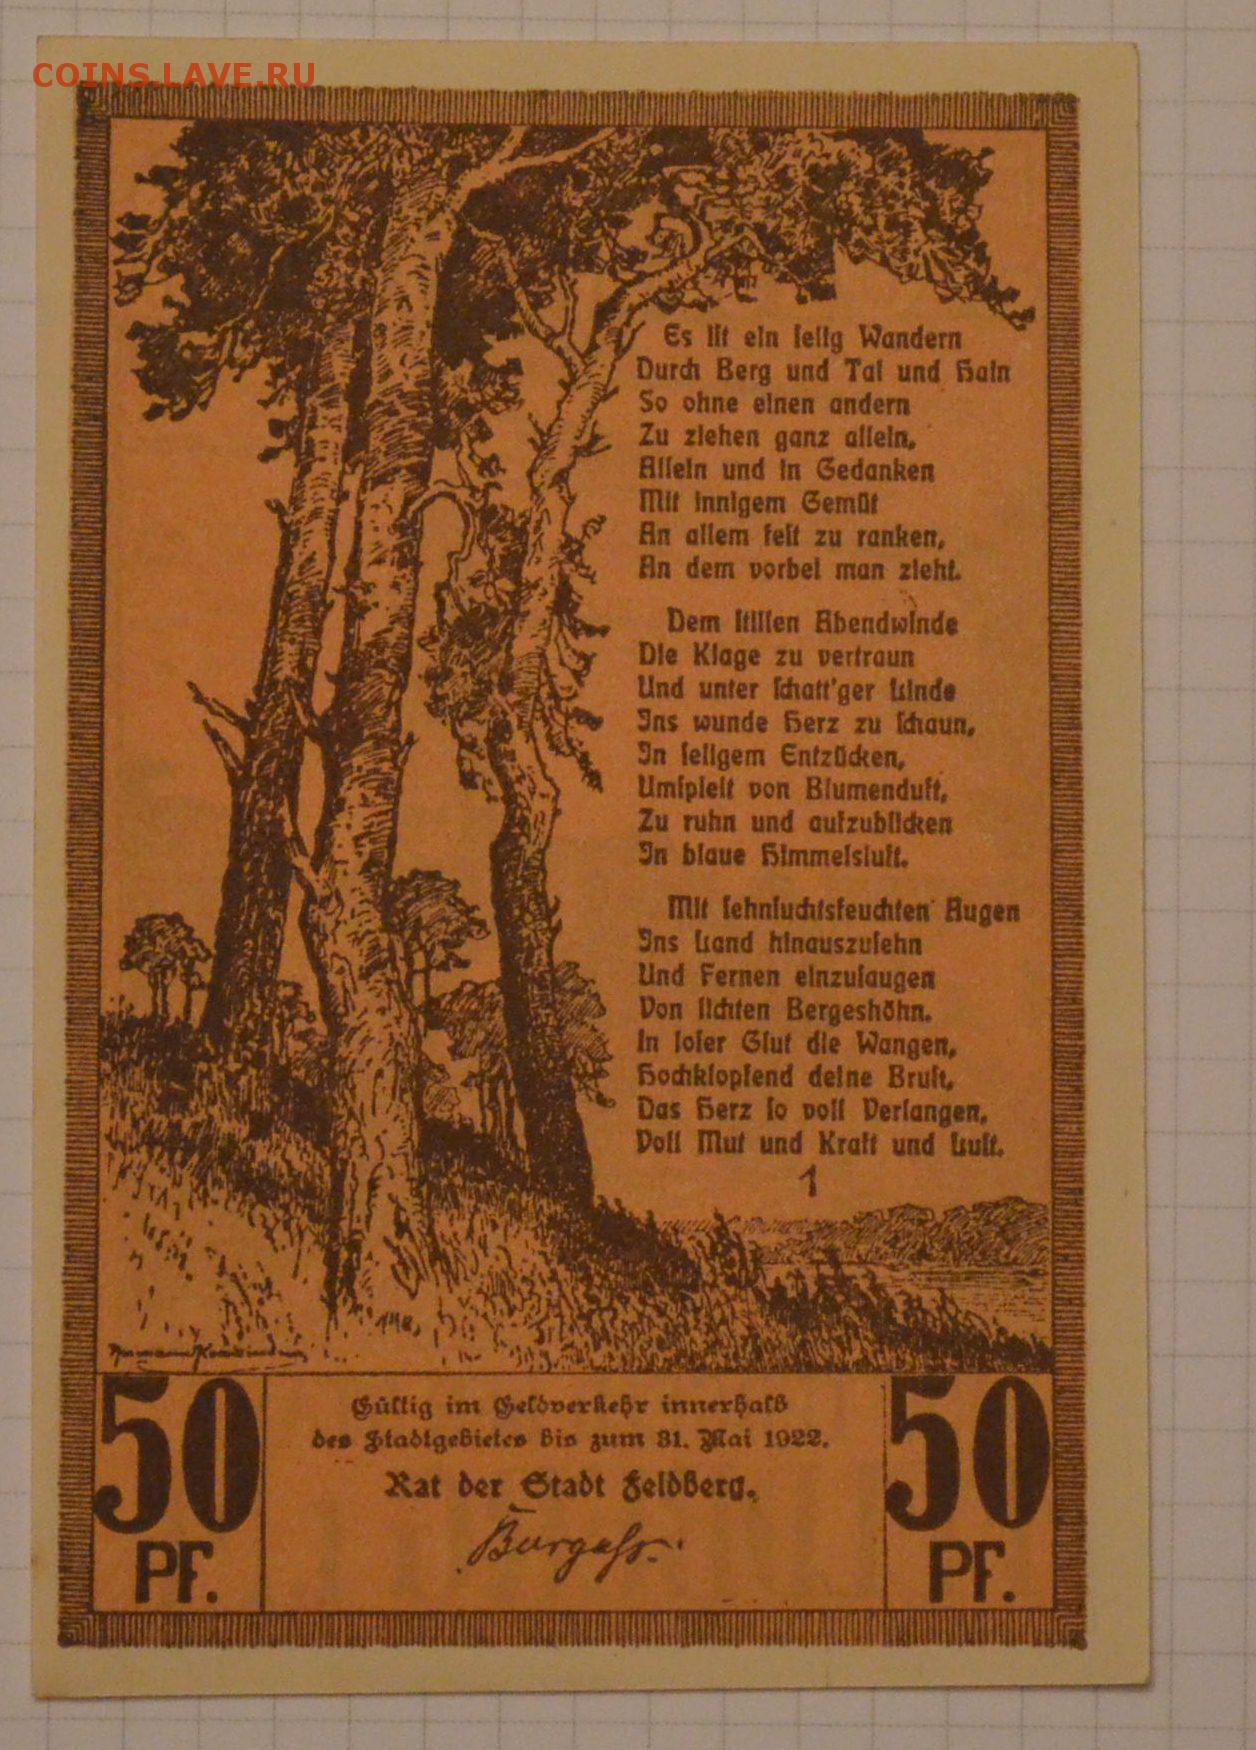 COINS.LAVE.RU
Es iſt ein ſelig Wandern
Durch Berg und Tal und Hain
So ohne einen andern
Zu ziehen ganz allein,
Allein und in Gedanken
Mit innigem Gemüt
An allem feſt zu ranken,
An dem vorbei man zieht.
Dem ſtillen Abendwinde
Die Klage zu vertraun
Und unter ſchatt'ger Linde
Ins wunde Herz zu ſchaun,
In ſeligem Entzücken,
Umſpielt von Blumenduft,
Zu ruhn und aufzublicken
In blaue Himmelsluft.
Mit ſehnſuchtsfeuchten Augen
Ins Land hinauszuſehn
Und Fernen einzuſaugen
Von lichten Bergeshöhn.
In loſer Glut die Wangen,
Hochklopfend deine Bruſt,
Das Herz ſo voll Verlangen,
Voll Mut und Kraft und Luſt.
1
50 PF.
Gültig im Geldverkehr innerhalb
des Stadtgebietes bis zum 31. Mai 1922.
Rat der Stadt Feldberg.
50 PF.